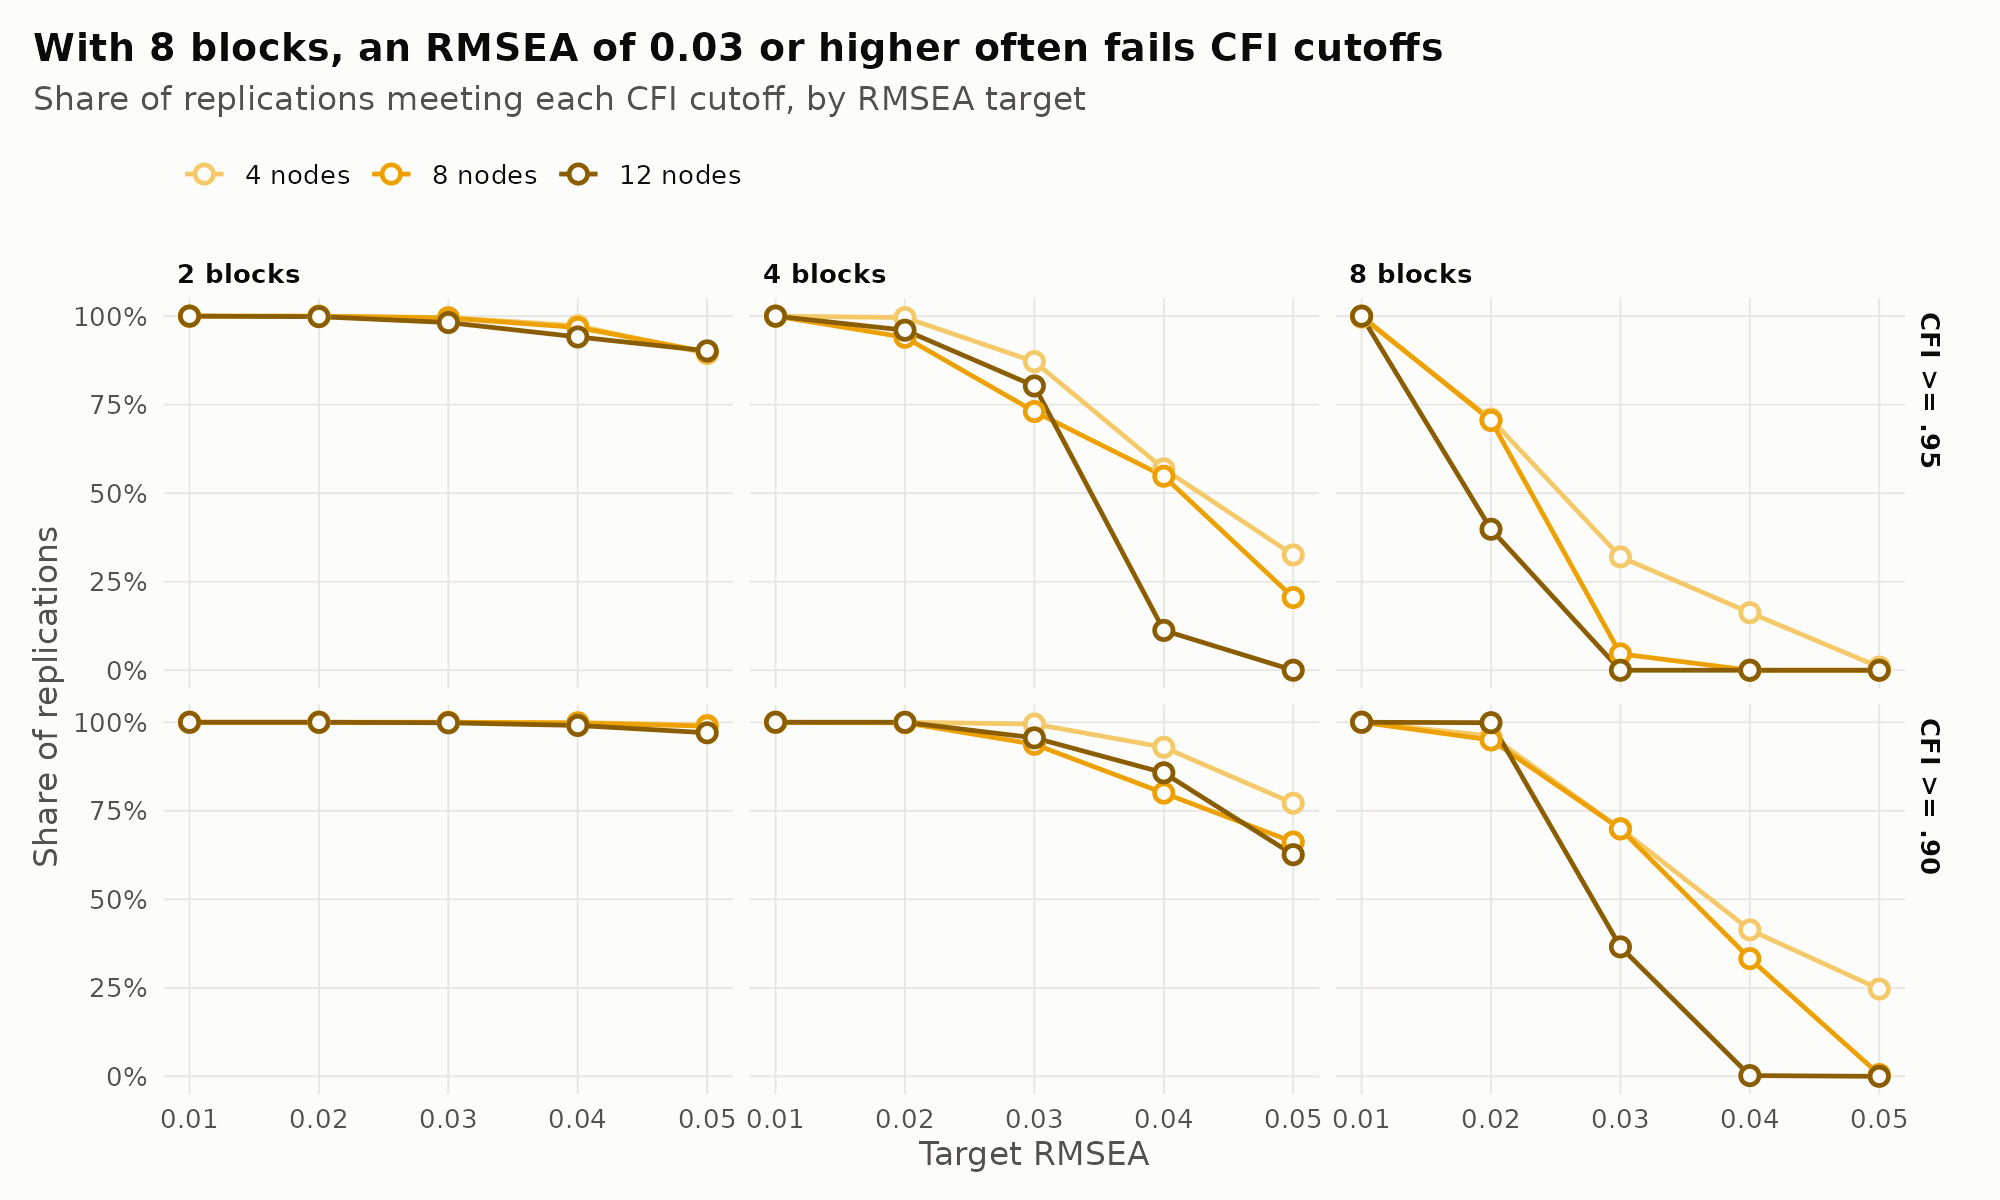 With 8 blocks, an RMSEA of 0.03 or higher often fails CFI cutoffs
Share of replications meeting each CFI cutoff, by RMSEA target
4 nodes 8 nodes 12 nodes
2 blocks 4 blocks 8 blocks
100%
75%
50%
25%
0%
CFI >= .95
Share of replications
100%
75%
50%
25%
0%
CFI >= .90
0.01 0.02 0.03 0.04 0.05 0.01 0.02 0.03 0.04 0.05 0.01 0.02 0.03 0.04 0.05
Target RMSEA